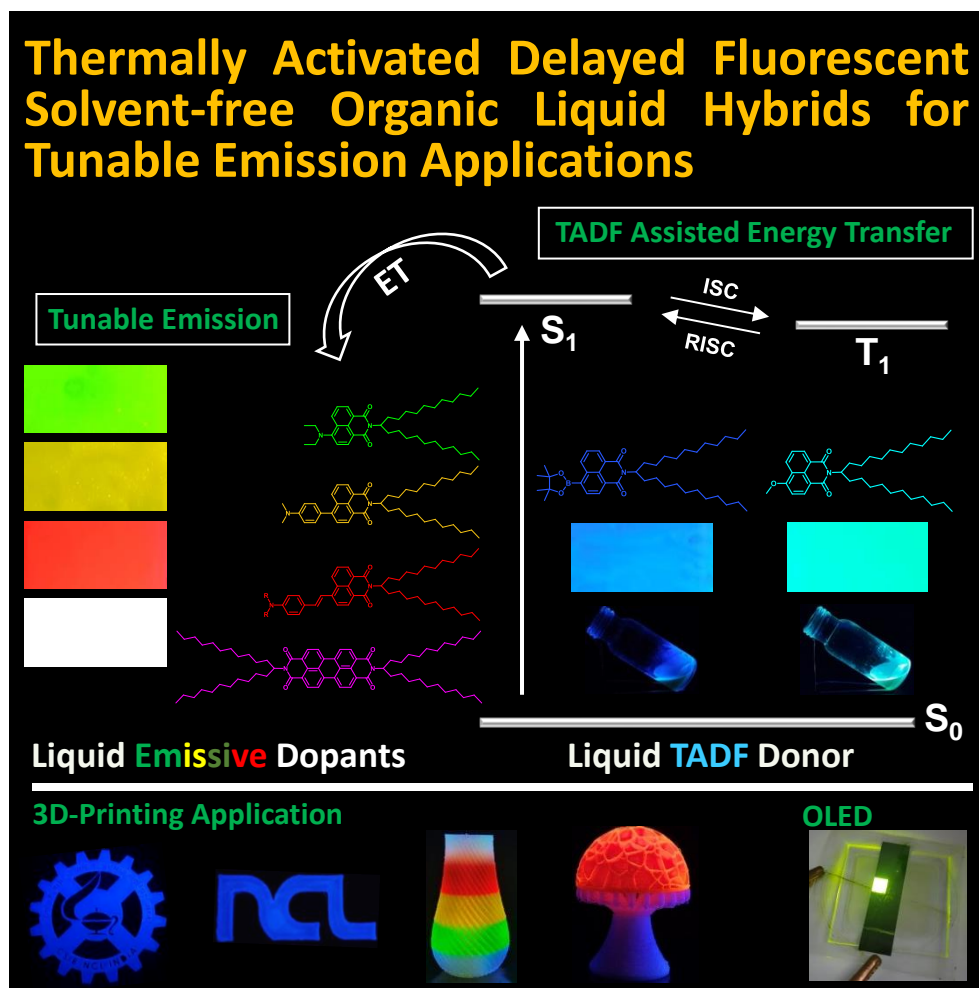 Thermally Activated Delayed Fluorescent
Solvent-free Organic Liquid Hybrids for
Tunable Emission Applications
TADF Assisted Energy Transfer
ET
ISC
RISC
S₁
T₁
Tunable Emission
O
N
O
N
O
N
O
N
O
N
O
R
N
R
O
N
O
O
N
O
O
N
O
O
B
O
O
N
O
O
N
O
O
S₀
Liquid Emissive Dopants
Liquid TADF Donor
3D-Printing Application
OLED
NCL